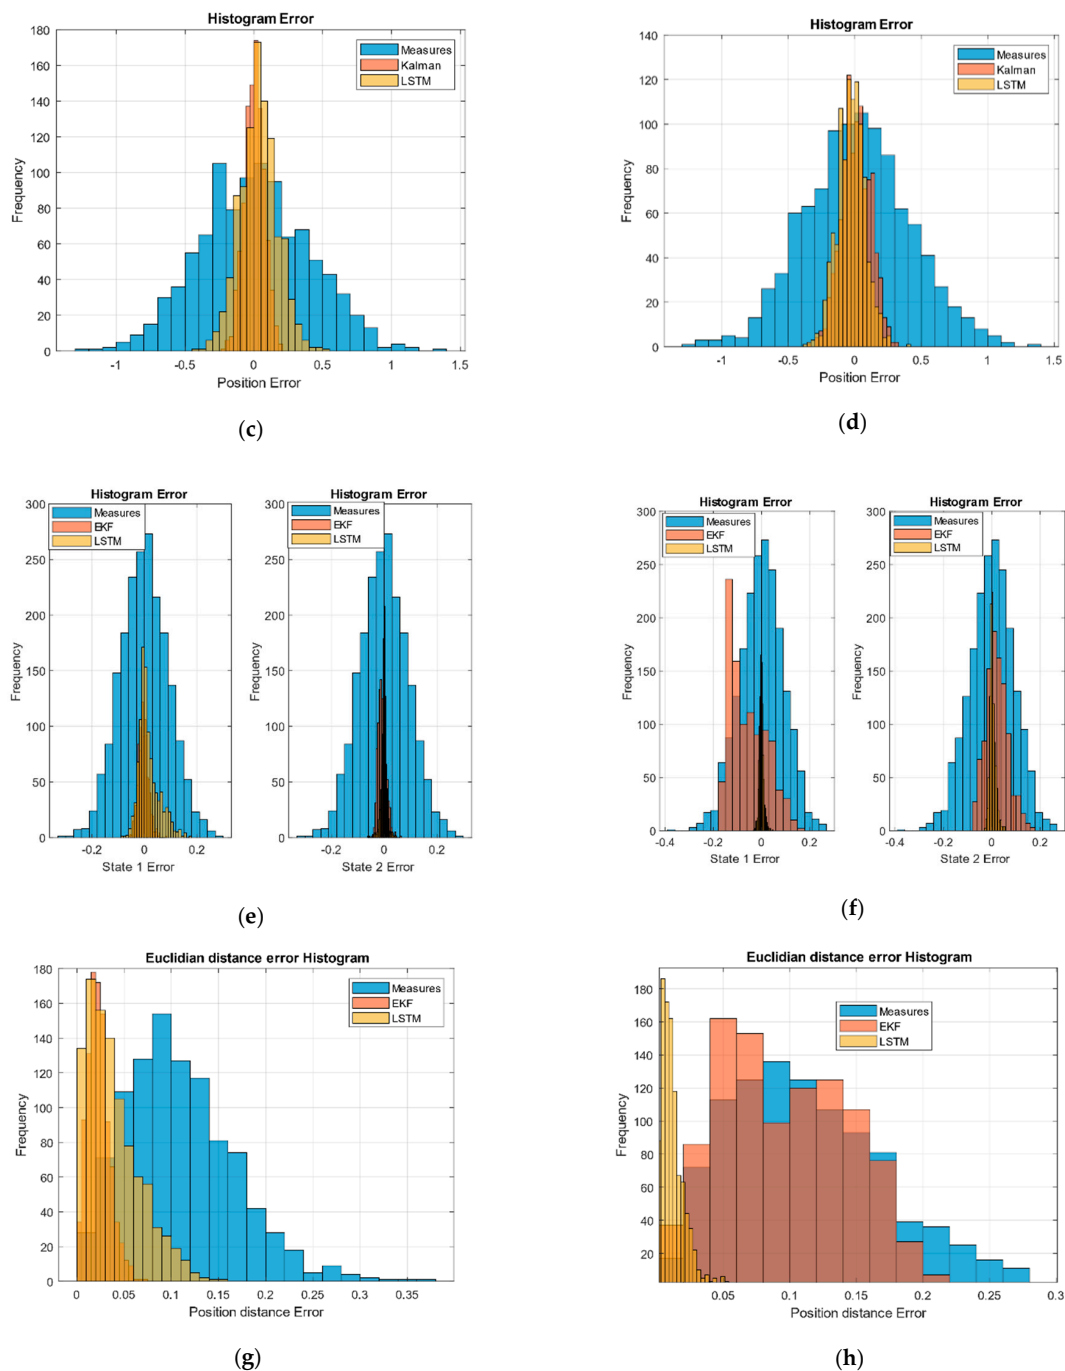 Histogram Error
180
160
140
120
100
80
60
40
20
0
Frequency
Measures
Kalman
LSTM
-1
-0.5
0
0.5
1
1.5
Position Error
(c)
Histogram Error
140
120
100
80
60
40
20
0
Frequency
Measures
Kalman
LSTM
-1
-0.5
0
0.5
1
1.5
Position Error
(d)
Histogram Error
300
250
200
150
100
50
0
Frequency
Measures
EKF
LSTM
-0.2
0
0.2
State 1 Error
Histogram Error
300
250
200
150
100
50
0
Frequency
Measures
EKF
LSTM
-0.2
0
0.2
State 2 Error
(e)
Histogram Error
300
250
200
150
100
50
0
Frequency
Measures
EKF
LSTM
-0.4
-0.2
0
0.2
State 1 Error
Histogram Error
300
250
200
150
100
50
0
Frequency
Measures
EKF
LSTM
-0.4
-0.2
0
0.2
State 2 Error
(f)
Euclidian distance error Histogram
180
160
140
120
100
80
60
40
20
0
Frequency
Measures
EKF
LSTM
0
0.05
0.1
0.15
0.2
0.25
0.3
0.35
Position distance Error
(g)
Euclidian distance error Histogram
180
160
140
120
100
80
60
40
20
Frequency
Measures
EKF
LSTM
0.05
0.1
0.15
0.2
0.25
0.3
Position distance Error
(h)